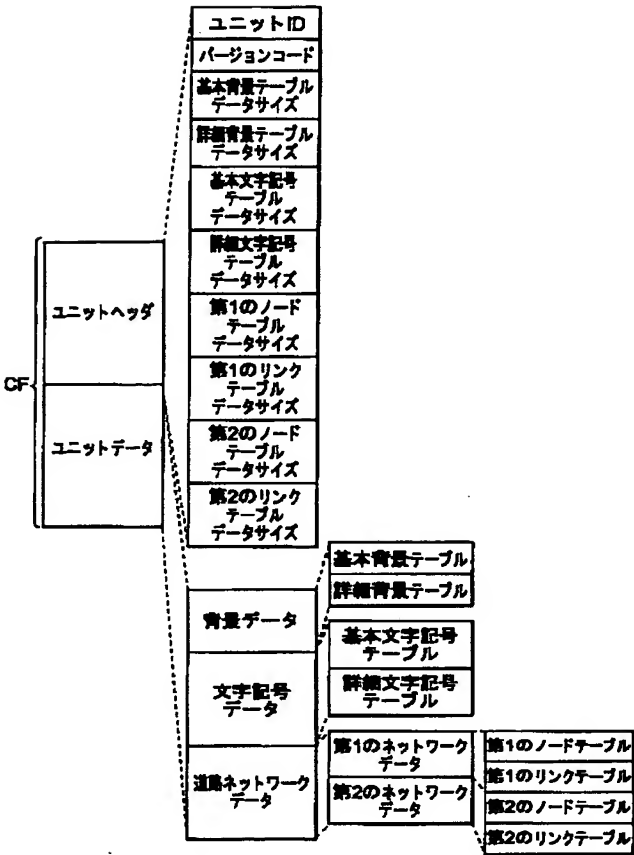 ユニットID
バージョンコード
基本背景テーブル
データサイズ
詳細背景テーブル
データサイズ
基本文字記号
テーブル
データサイズ
詳細文字記号
テーブル
データサイズ
第1のノード
テーブル
データサイズ
第1のリンク
テーブル
データサイズ
第2のノード
テーブル
データサイズ
第2のリンク
テーブル
データサイズ
CF
ユニットヘッダ
ユニットデータ
背景データ
文字記号
データ
道路ネットワーク
データ
基本背景テーブル
詳細背景テーブル
基本文字記号
テーブル
詳細文字記号
テーブル
第1のネットワーク
データ
第2のネットワーク
データ
第1のノードテーブル
第1のリンクテーブル
第2のノードテーブル
第2のリンクテーブル